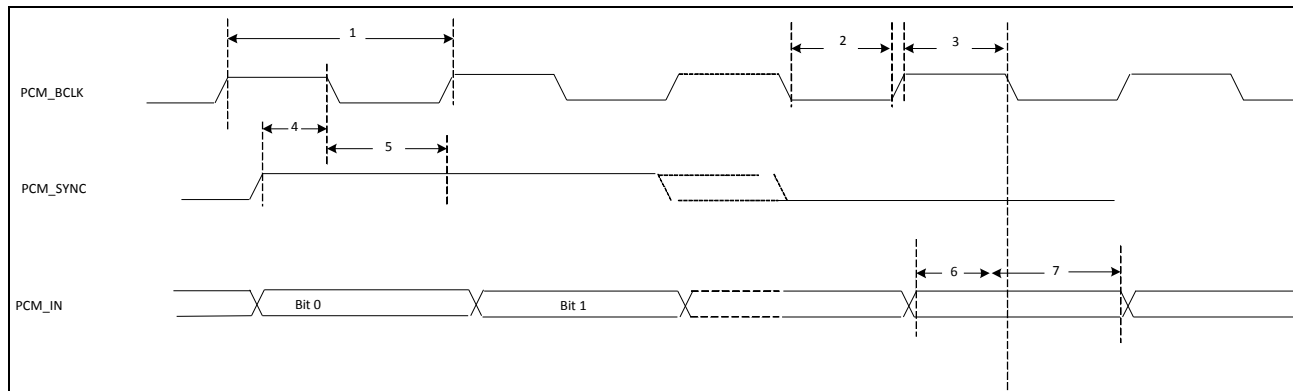 1
2
3
PCM_BCLK
4
5
PCM_SYNC
6
7
PCM_IN
Bit 0
Bit 1